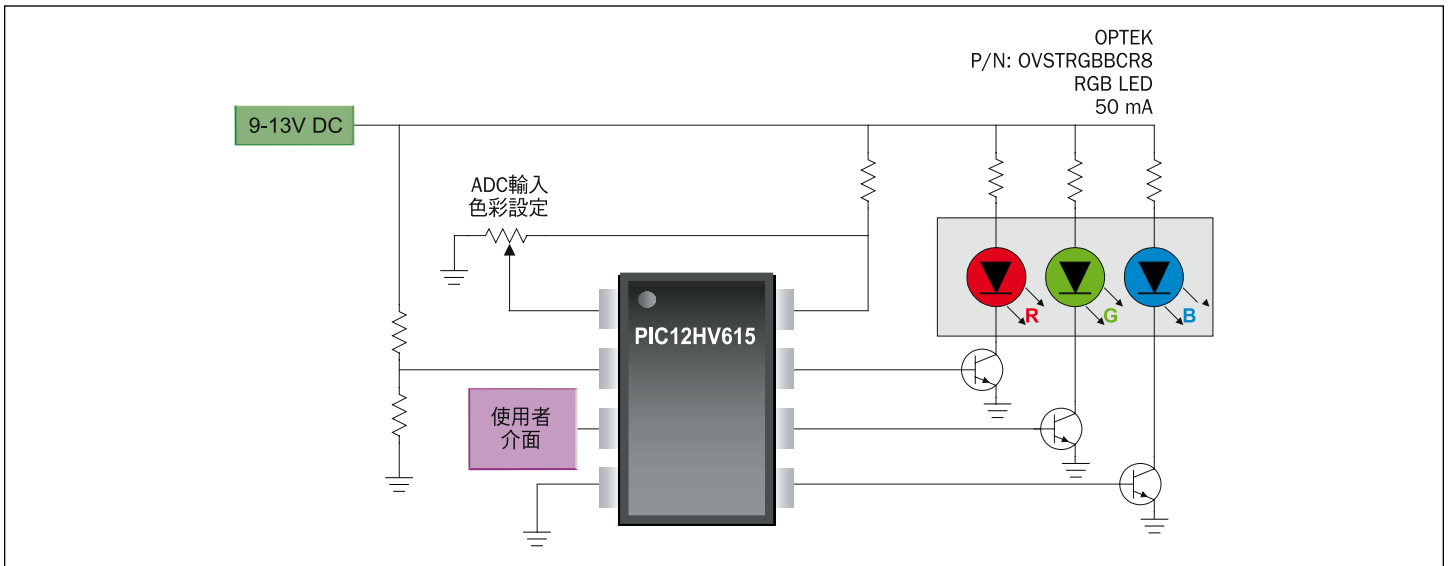 OPTEK
P/N: OVSTRGBBCR8
RGB LED
50 mA
9-13V DC
ADC輸入
色彩設定
PIC12HV615
R
G
B
使用者
介面